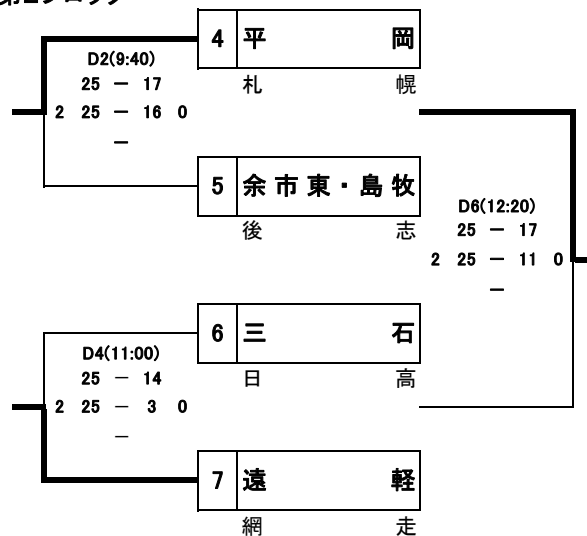 4 平 岡
札 幌
D2(9:40)
25 － 17
2 25 － 16 0
－
5 余市東・島牧
後 志
D6(12:20)
25 － 17
2 25 － 11 0
－
6 三 石
日 高
D4(11:00)
25 － 14
2 25 － 3 0
－
7 遠 軽
網 走